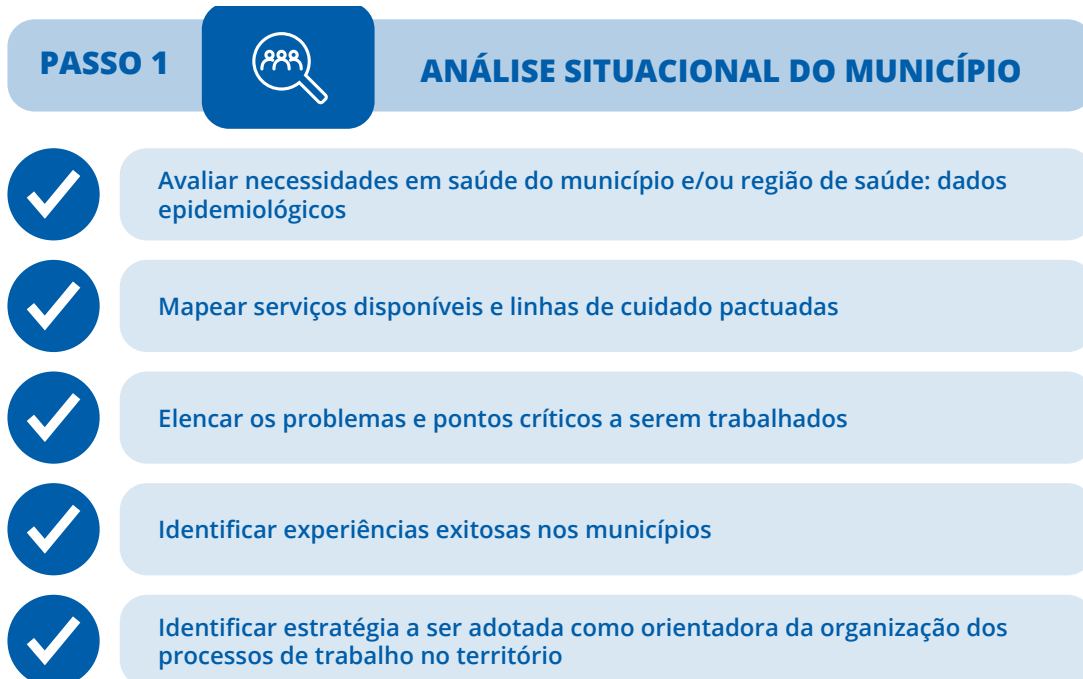 PASSO 1
ANÁLISE SITUACIONAL DO MUNICÍPIO
Avaliar necessidades em saúde do município e/ou região de saúde: dados
epidemiológicos
Mapear serviços disponíveis e linhas de cuidado pactuadas
Elencar os problemas e pontos críticos a serem trabalhados
Identificar experiências exitosas nos municípios
Identificar estratégia a ser adotada como orientadora da organização dos
processos de trabalho no território